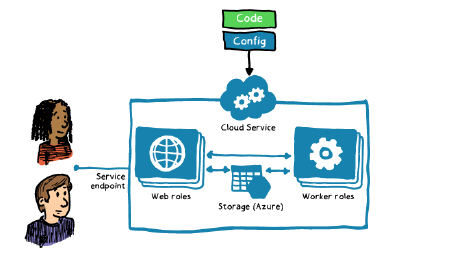 Code
Config
Cloud Service
Service
endpoint
Web roles
Storage (Azure)
Worker roles